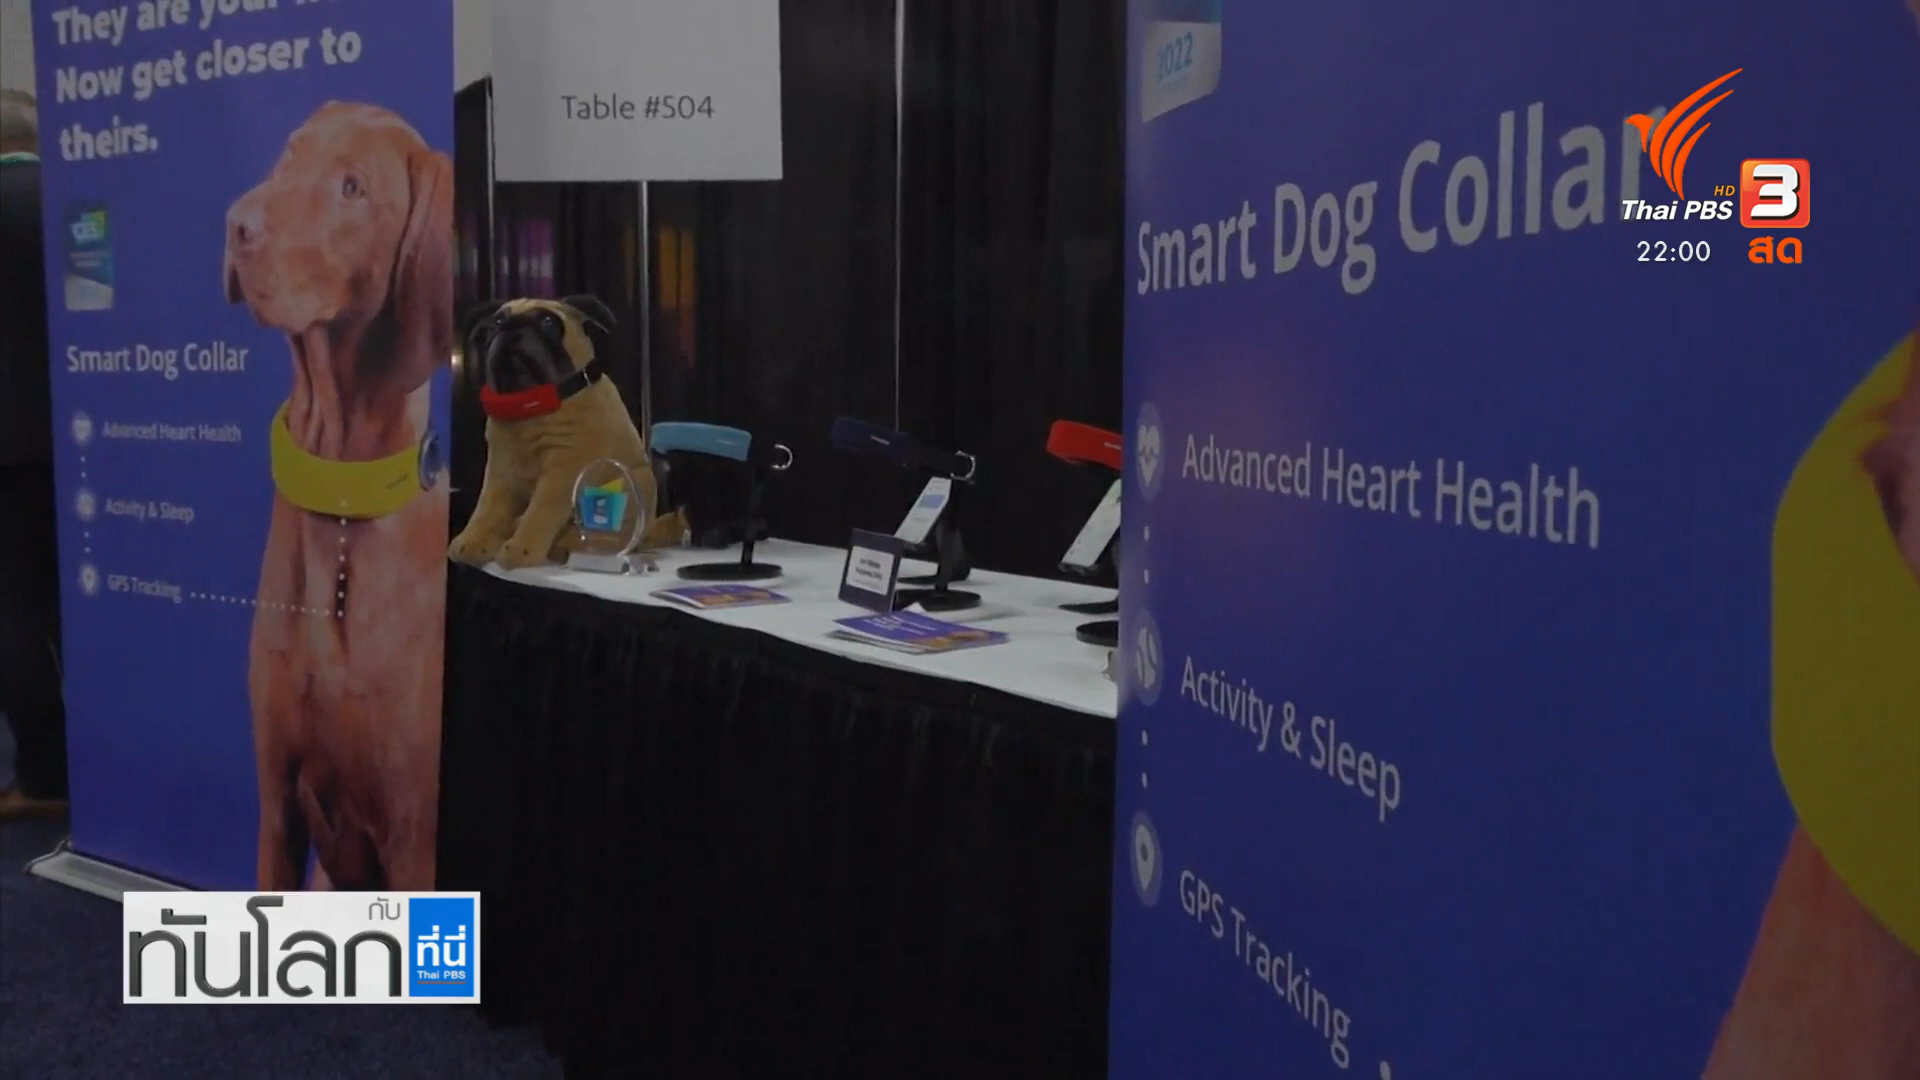 They are your
Now get closer to
theirs.
Smart Dog Collar
Advanced Heart Health
Activity & Sleep
GPS Tracking
Table #504
2022
Smart Dog Collar
Advanced Heart Health
Activity & Sleep
GPS Tracking
HD
Thai PBS 3
22:00 สด
ทันโลก กับ ที่นี่
Thai PBS